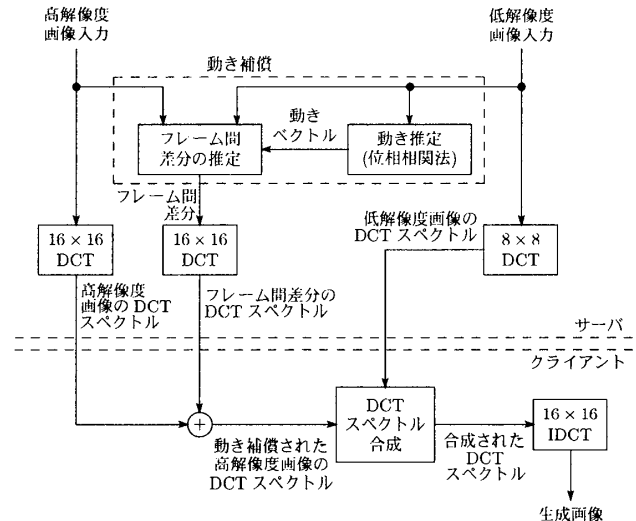 高解像度
画像入力
低解像度
画像入力
動き補償
動き
ベクトル
フレーム間
差分の推定
動き推定
(位相相関法)
フレーム間
差分
低解像度画像の
DCT スペクトル
16 × 16
DCT
16 × 16
DCT
8 × 8
DCT
高解像度
画像の DCT
スペクトル
フレーム間差分の
DCT スペクトル
サーバ
クライアント
DCT
スペクトル
合成
16 × 16
IDCT
+
動き補償された
高解像度画像の
DCT スペクトル
合成された
DCT
スペクトル
生成画像